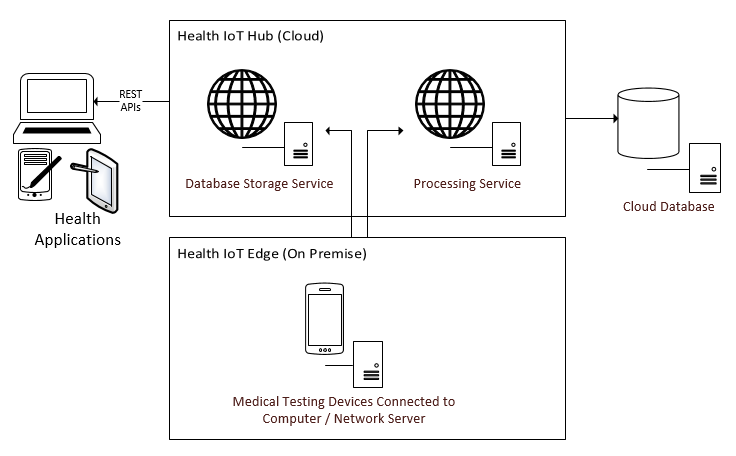 Health IoT Hub (Cloud)
REST
APIs
Database Storage Service
Processing Service
Cloud Database
Health
Applications
Health IoT Edge (On Premise)
Medical Testing Devices Connected to
Computer / Network Server